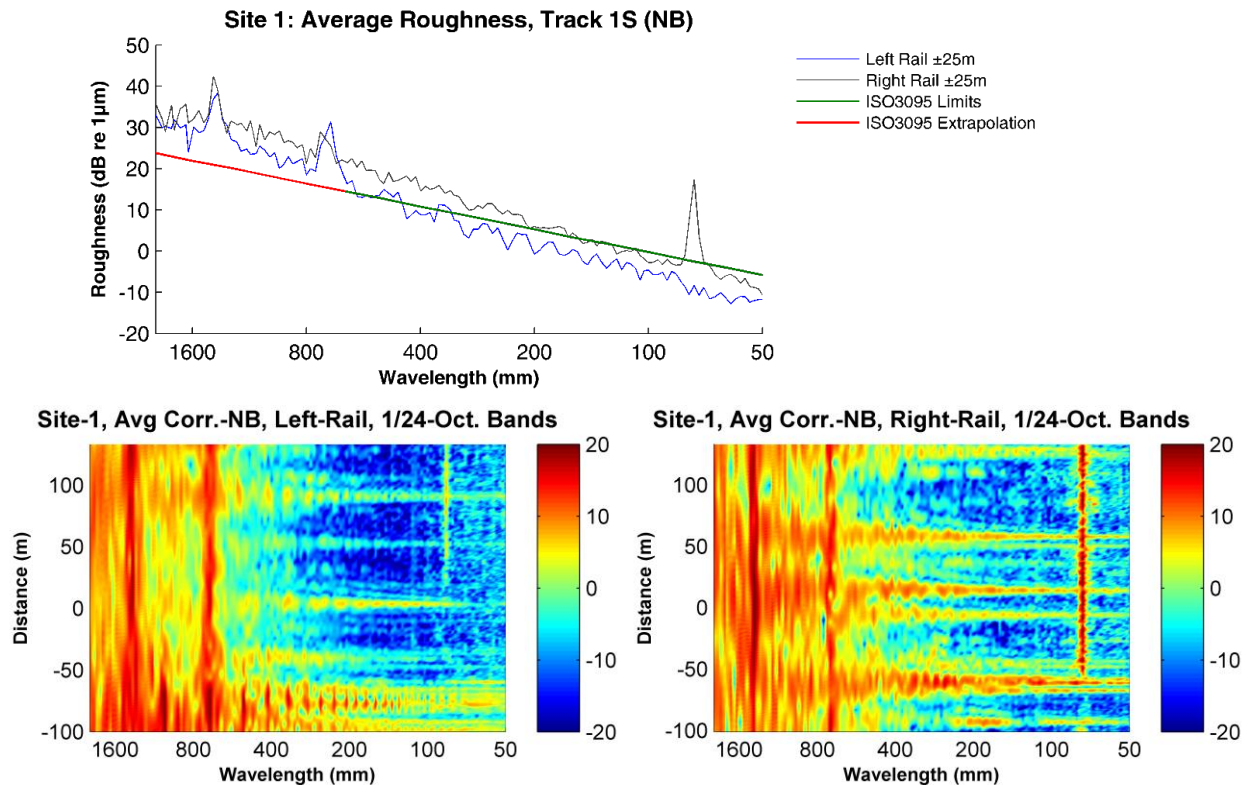 Site 1: Average Roughness, Track 1S (NB)
50
40
30
20
10
0
-10
-20
Roughness (dB re 1µm)
1600 800 400 200 100 50
Wavelength (mm)
Left Rail ±25m
Right Rail ±25m
ISO3095 Limits
ISO3095 Extrapolation
Site-1, Avg Corr.-NB, Left-Rail, 1/24-Oct. Bands
100
50
0
-50
-100
Distance (m)
1600 800 400 200 100 50
Wavelength (mm)
20
10
0
-10
-20
Site-1, Avg Corr.-NB, Right-Rail, 1/24-Oct. Bands
100
50
0
-50
-100
Distance (m)
1600 800 400 200 100 50
Wavelength (mm)
20
10
0
-10
-20